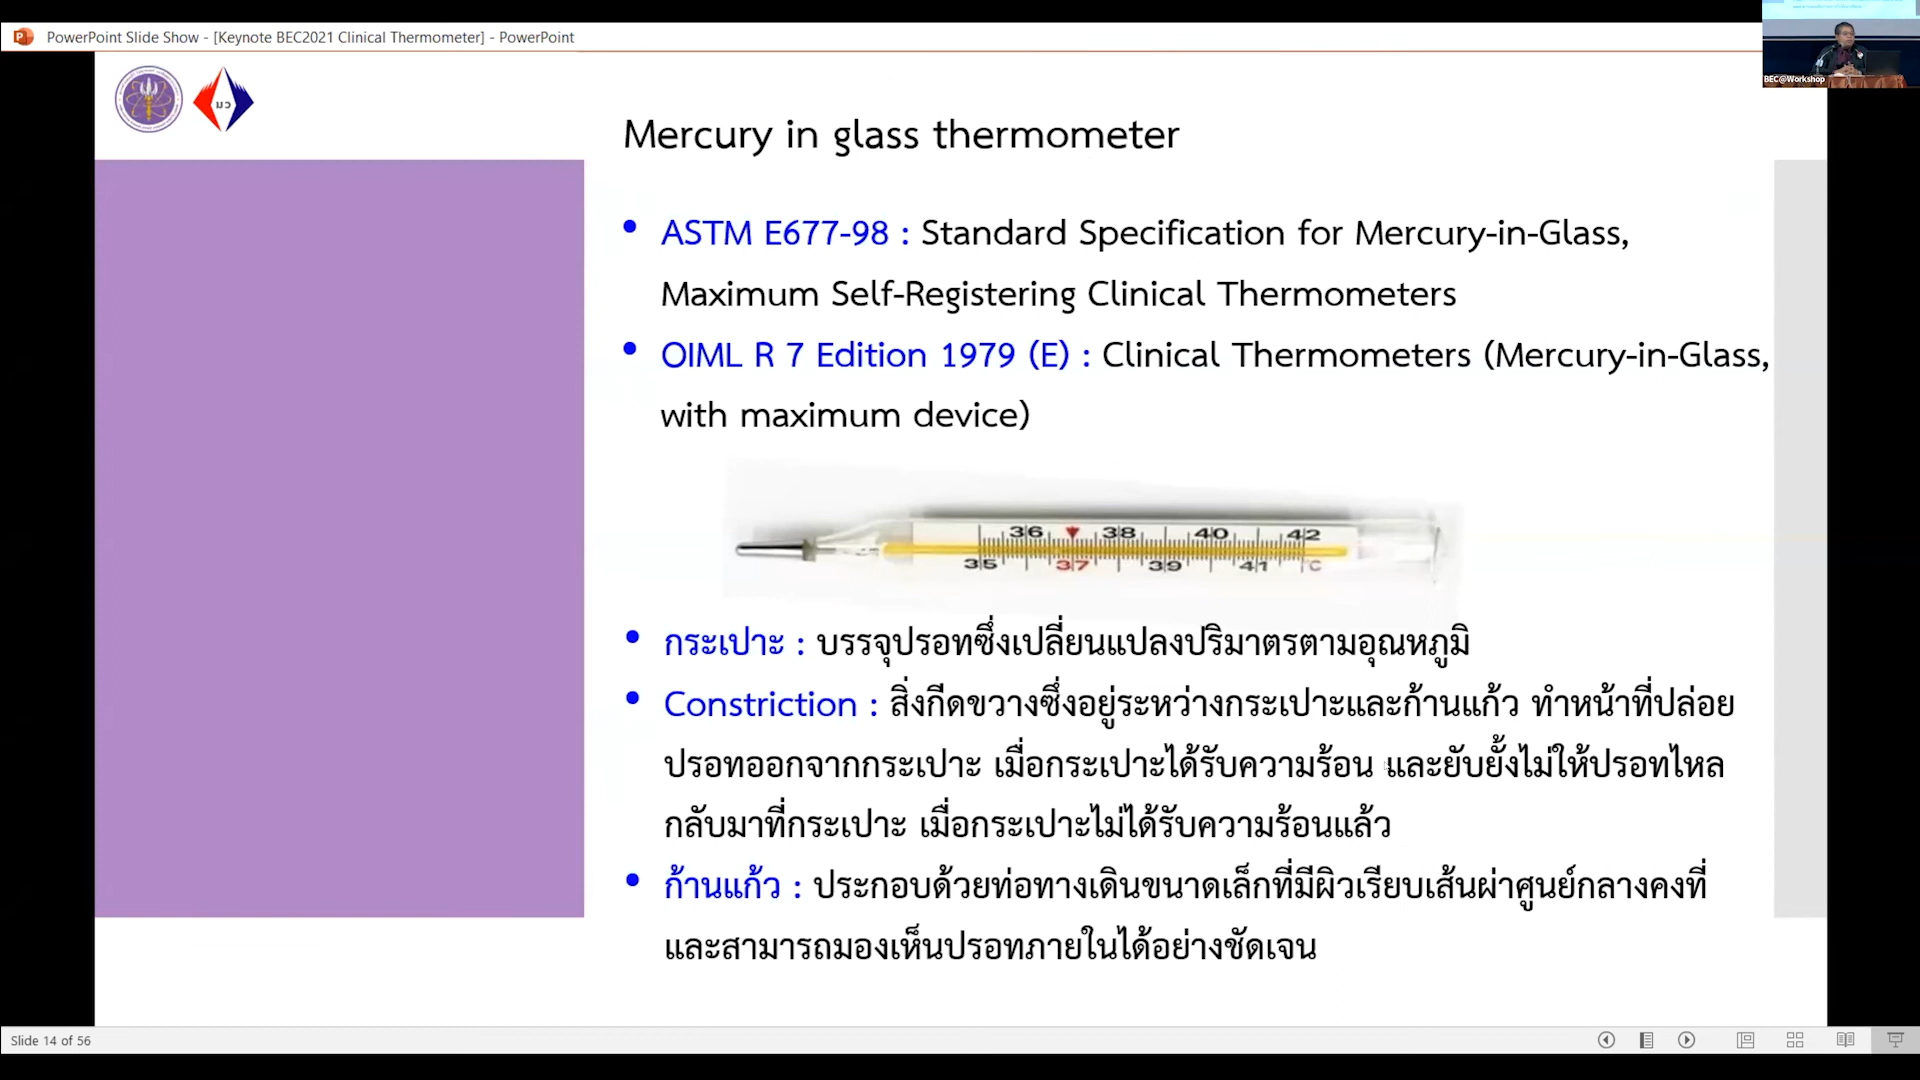 PowerPoint Slide Show - [Keynote BEC2021 Clinical Thermometer] - PowerPoint
BEC@Workshop
มว
Mercury in glass thermometer
• ASTM E677-98 : Standard Specification for Mercury-in-Glass,
Maximum Self-Registering Clinical Thermometers
• OIML R 7 Edition 1979 (E) : Clinical Thermometers (Mercury-in-Glass,
with maximum device)
36 38 40 42
35 37 39 41 °C
• กระเปาะ : บรรจุปรอทซึ่งเปลี่ยนแปลงปริมาตรตามอุณหภูมิ
• Constriction : สิ่งกีดขวางซึ่งอยู่ระหว่างกระเปาะและก้านแก้ว ทำหน้าที่ปล่อย
ปรอทออกจากกระเปาะ เมื่อกระเปาะได้รับความร้อน และยับยั้งไม่ให้ปรอทไหล
กลับมาที่กระเปาะ เมื่อกระเปาะไม่ได้รับความร้อนแล้ว
• ก้านแก้ว : ประกอบด้วยท่อทางเดินขนาดเล็กที่มีผิวเรียบเส้นผ่าศูนย์กลางคงที่
และสามารถมองเห็นปรอทภายในได้อย่างชัดเจน
Slide 14 of 56